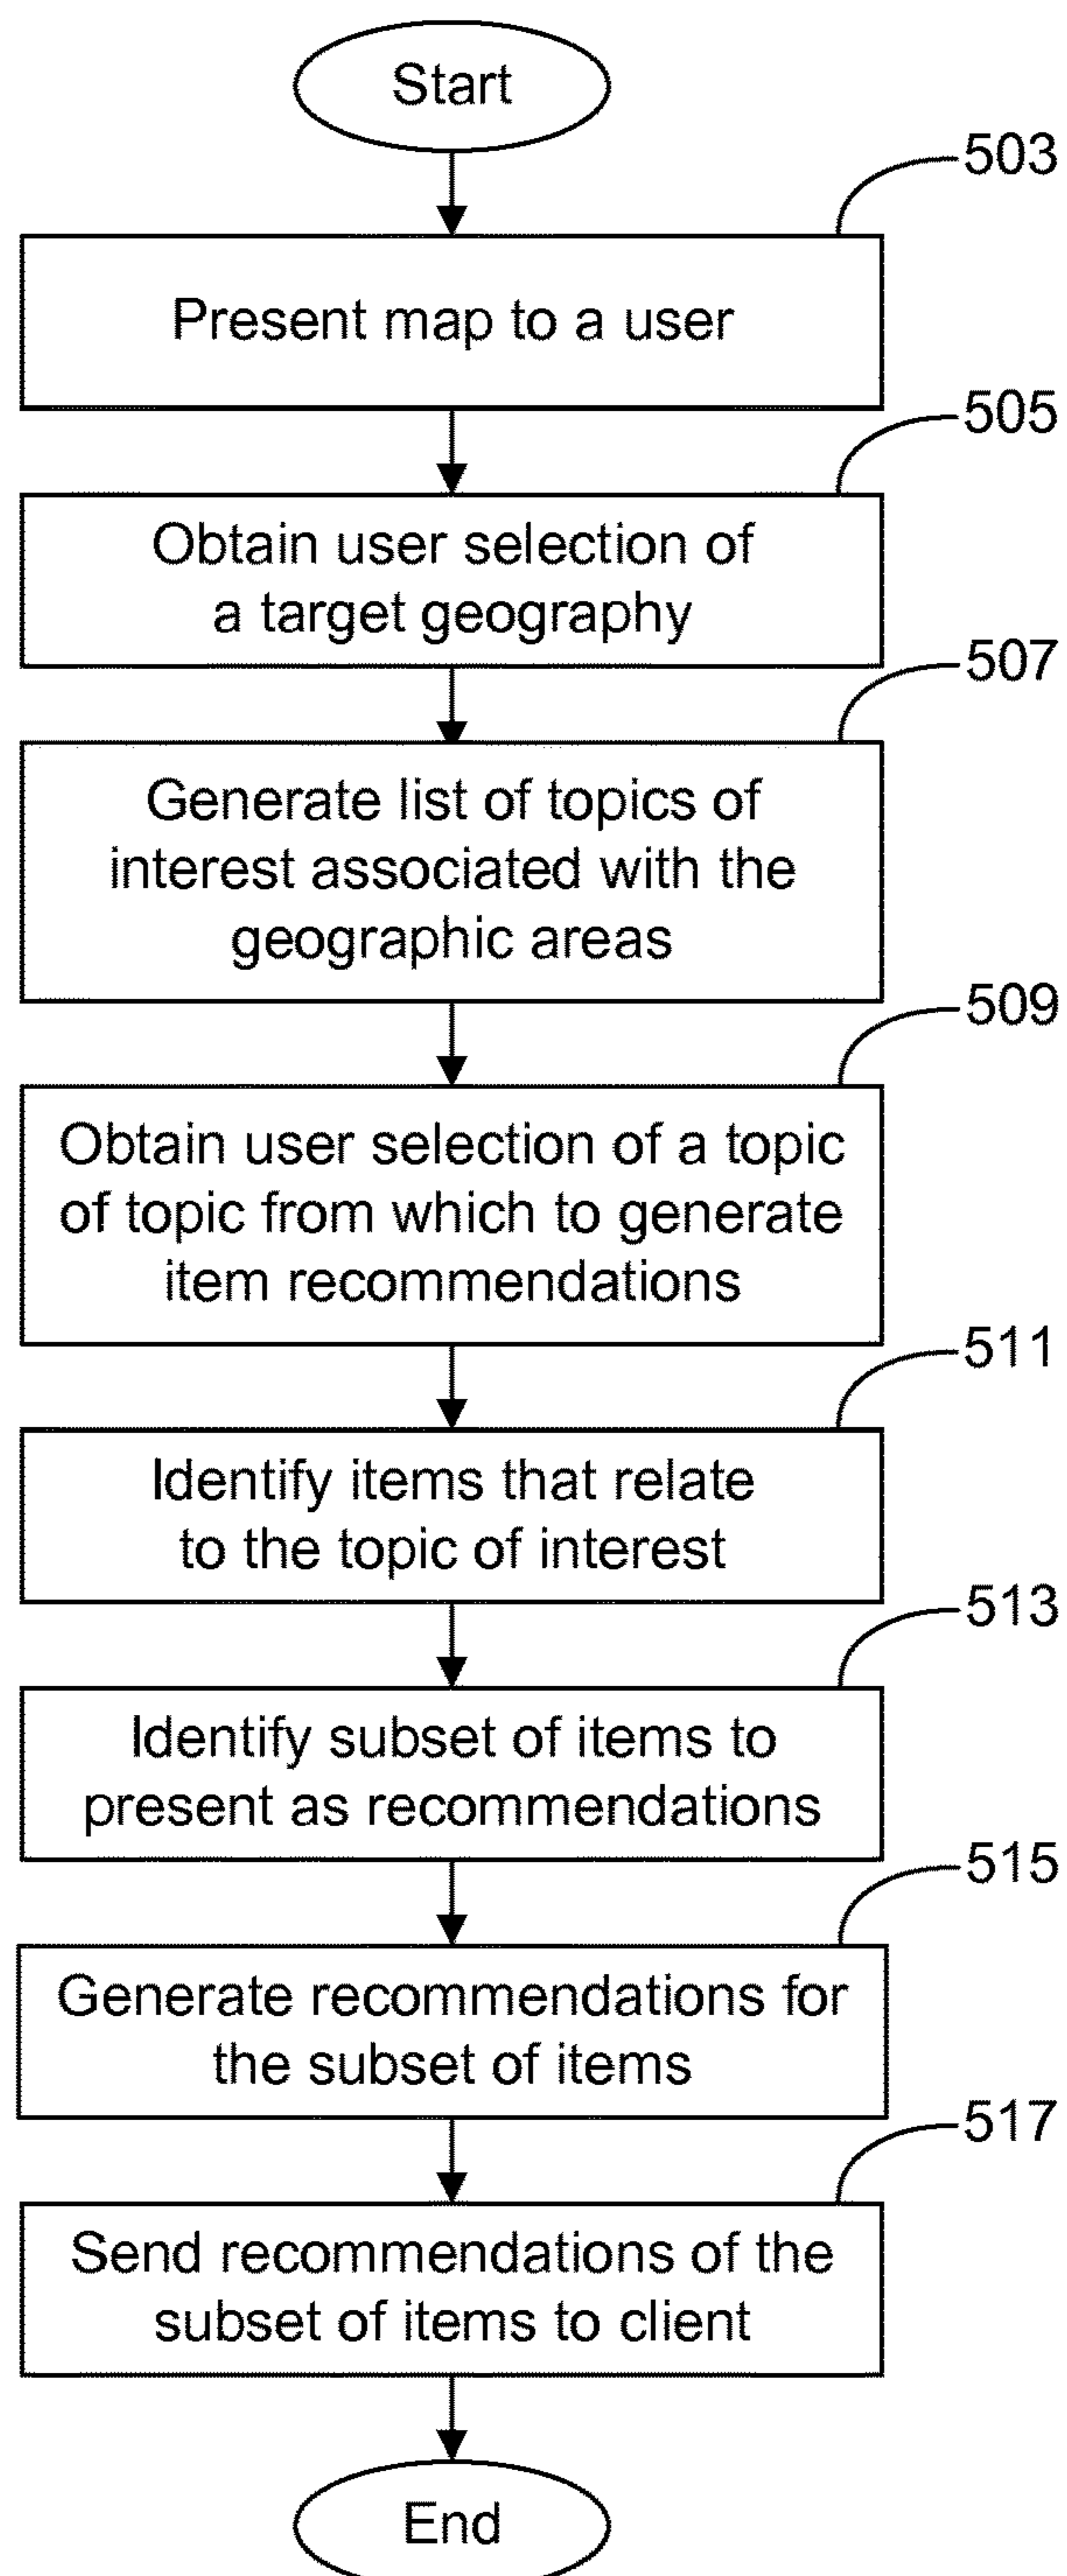 Start
503
Present map to a user
505
Obtain user selection of
a target geography
507
Generate list of topics of
interest associated with the
geographic areas
509
Obtain user selection of a topic
of topic from which to generate
item recommendations
511
Identify items that relate
to the topic of interest
513
Identify subset of items to
present as recommendations
515
Generate recommendations for
the subset of items
517
Send recommendations of the
subset of items to client
End